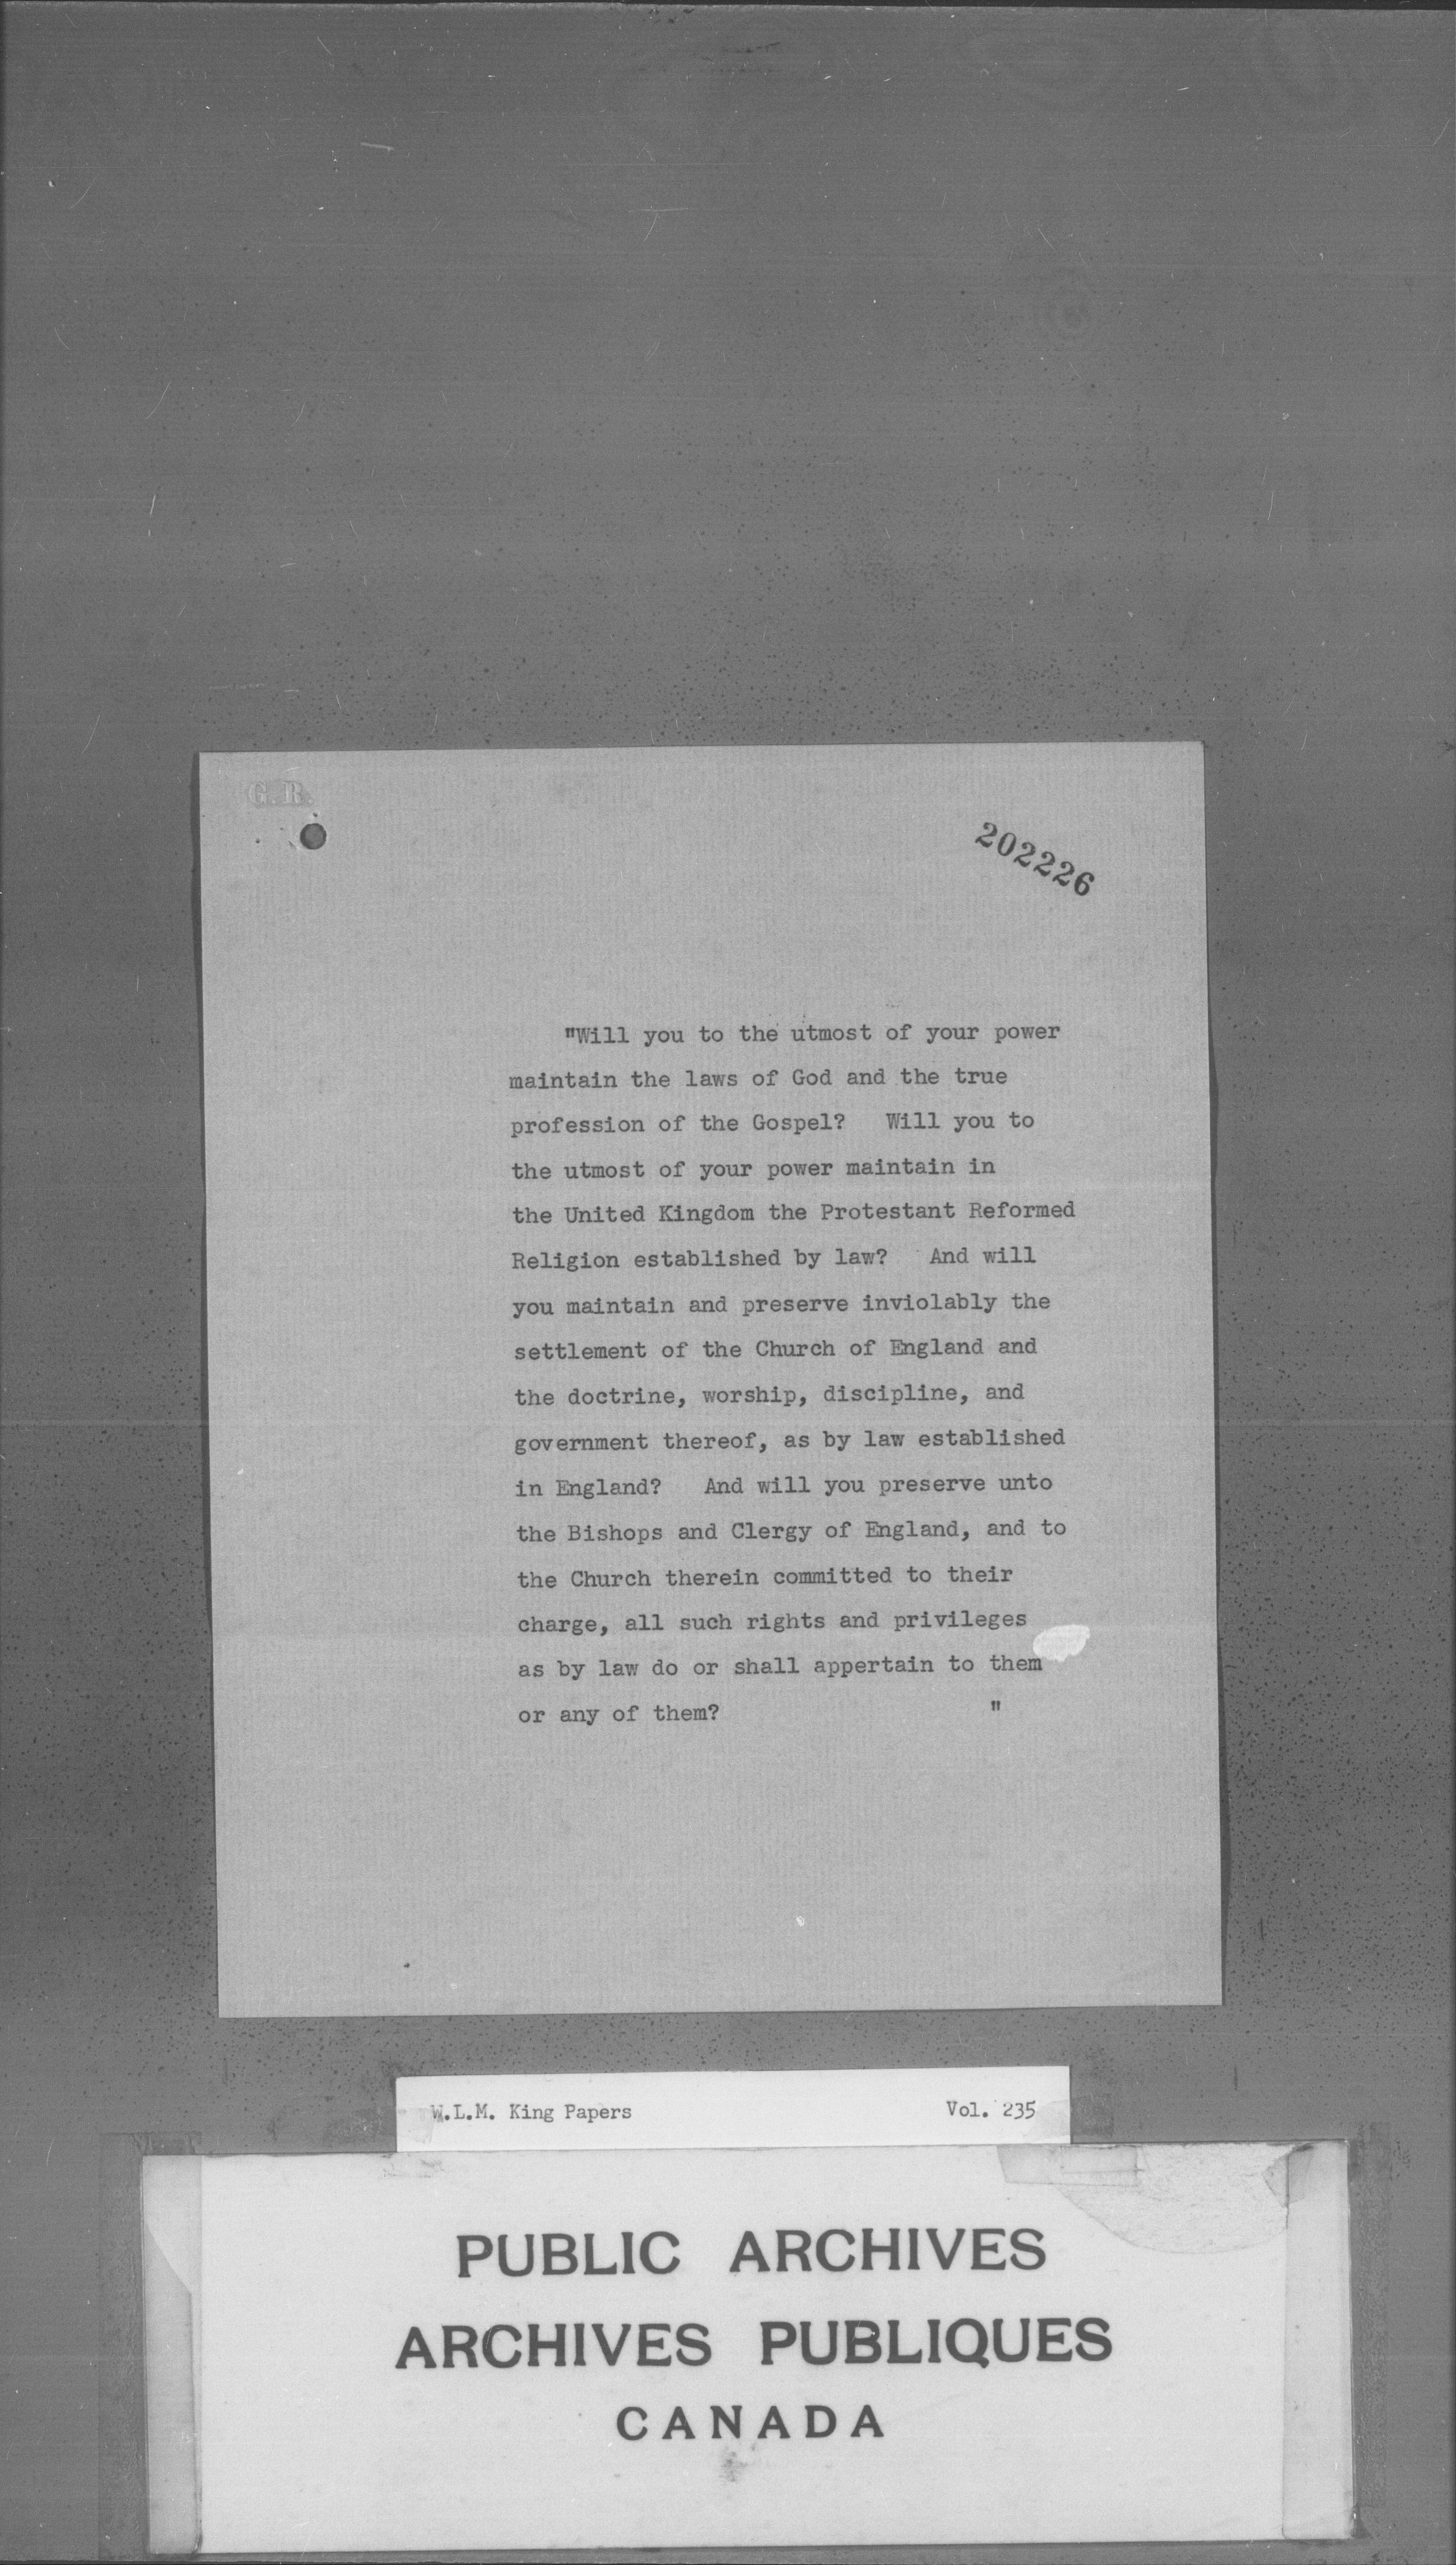 G. R.
202226
"Will you to the utmost of your power
maintain the laws of God and the true
profession of the Gospel? Will you to
the utmost of your power maintain in
the United Kingdom the Protestant Reformed
Religion established by law? And will
you maintain and preserve inviolably the
settlement of the Church of England and
the doctrine, worship, discipline, and
government thereof, as by law established
in England? And will you preserve unto
the Bishops and Clergy of England, and to
the Church therein committed to their
charge, all such rights and privileges
as by law do or shall appertain to them
or any of them? "
W.L.M. King Papers Vol. 235
PUBLIC ARCHIVES
ARCHIVES PUBLIQUES
CANADA